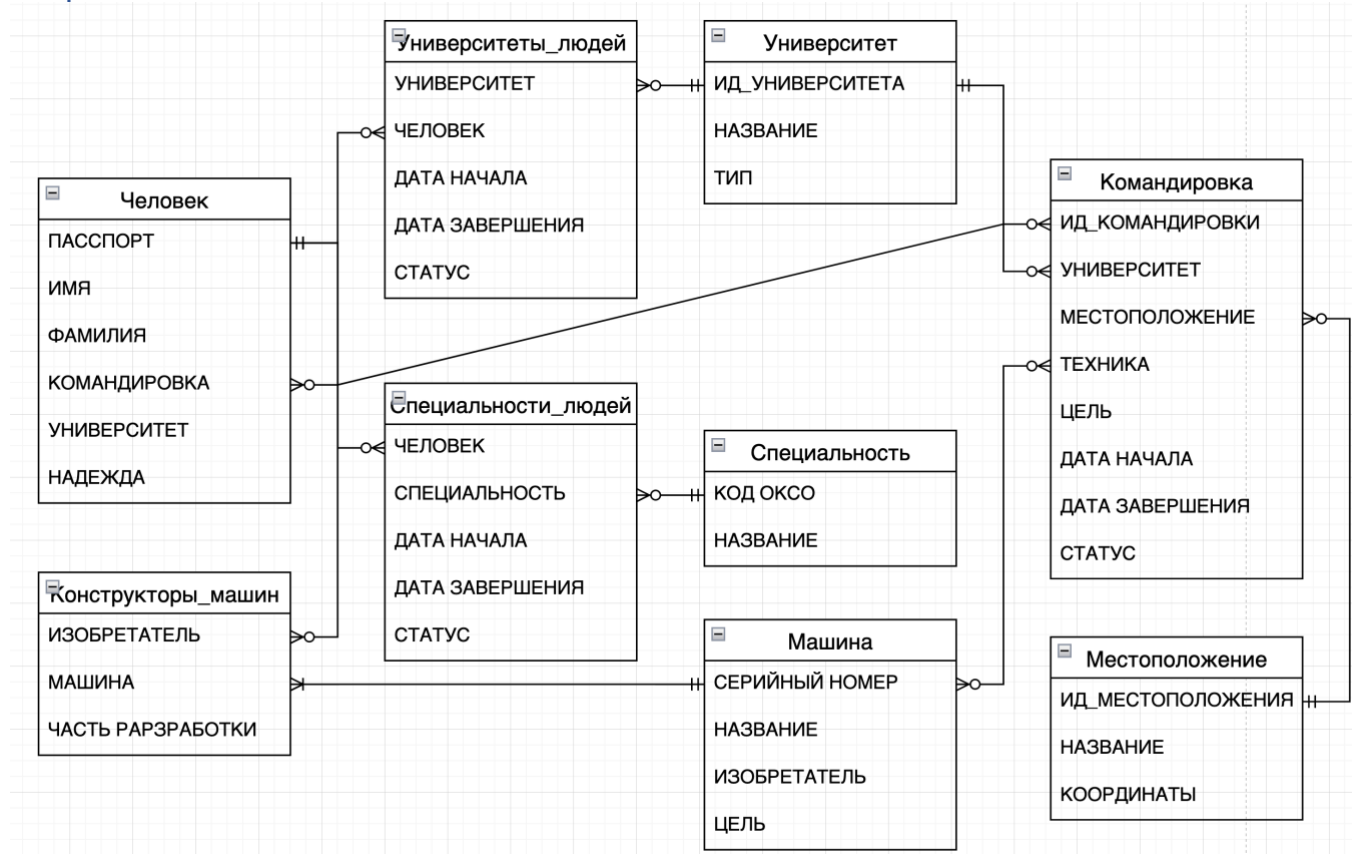 Университеты_людей
УНИВЕРСИТЕТ
ЧЕЛОВЕК
ДАТА НАЧАЛА
ДАТА ЗАВЕРШЕНИЯ
СТАТУС
Университет
ИД_УНИВЕРСИТЕТА
НАЗВАНИЕ
ТИП
Командировка
ИД_КОМАНДИРОВКИ
УНИВЕРСИТЕТ
МЕСТОПОЛОЖЕНИЕ
ТЕХНИКА
ЦЕЛЬ
ДАТА НАЧАЛА
ДАТА ЗАВЕРШЕНИЯ
СТАТУС
Человек
ПАССПОРТ
ИМЯ
ФАМИЛИЯ
КОМАНДИРОВКА
УНИВЕРСИТЕТ
НАДЕЖДА
Специальности_людей
ЧЕЛОВЕК
СПЕЦИАЛЬНОСТЬ
ДАТА НАЧАЛА
ДАТА ЗАВЕРШЕНИЯ
СТАТУС
Специальность
КОД ОКСО
НАЗВАНИЕ
Конструкторы_машин
ИЗОБРЕТАТЕЛЬ
МАШИНА
ЧАСТЬ РАРЗРАБОТКИ
Машина
СЕРИЙНЫЙ НОМЕР
НАЗВАНИЕ
ИЗОБРЕТАТЕЛЬ
ЦЕЛЬ
Местоположение
ИД_МЕСТОПОЛОЖЕНИЯ
НАЗВАНИЕ
КООРДИНАТЫ